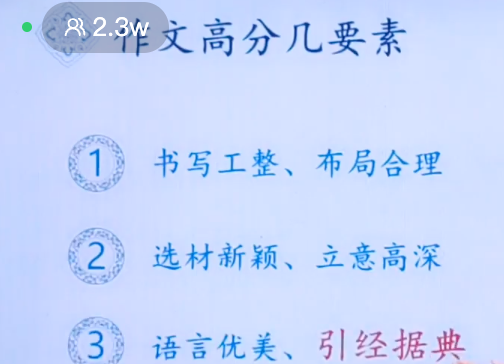 2.3w
作文高分几要素
1 书写工整、布局合理
2 选材新颖、立意高深
3 语言优美、引经据典